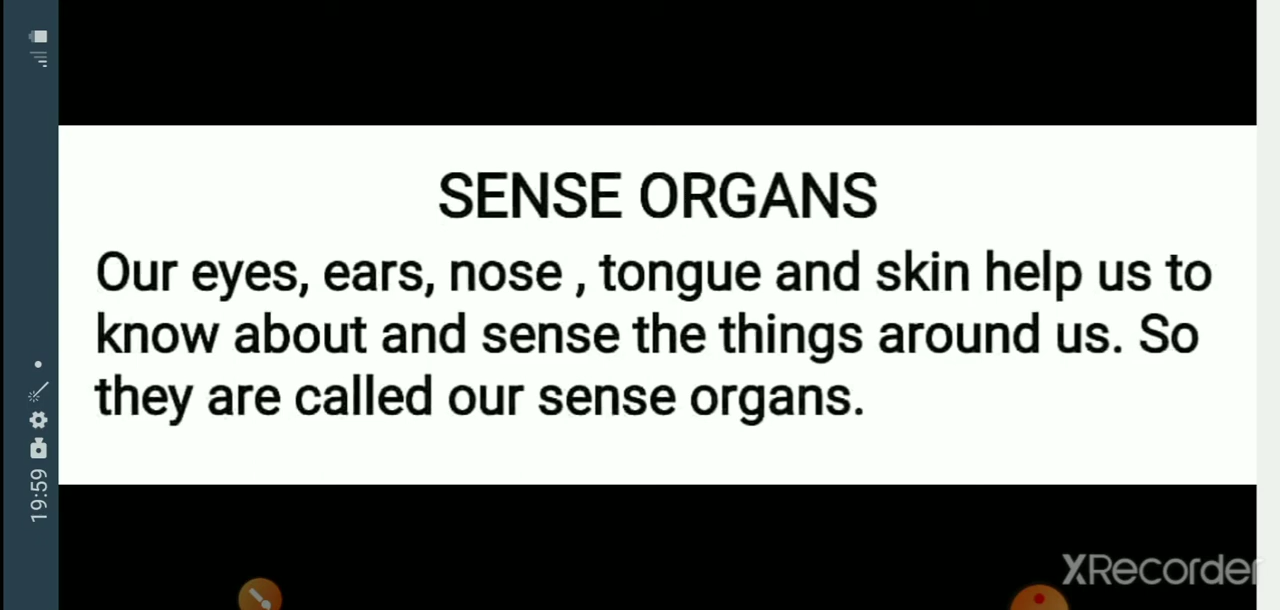 SENSE ORGANS
Our eyes, ears, nose , tongue and skin help us to
know about and sense the things around us. So
they are called our sense organs.
19:59
XRecorder